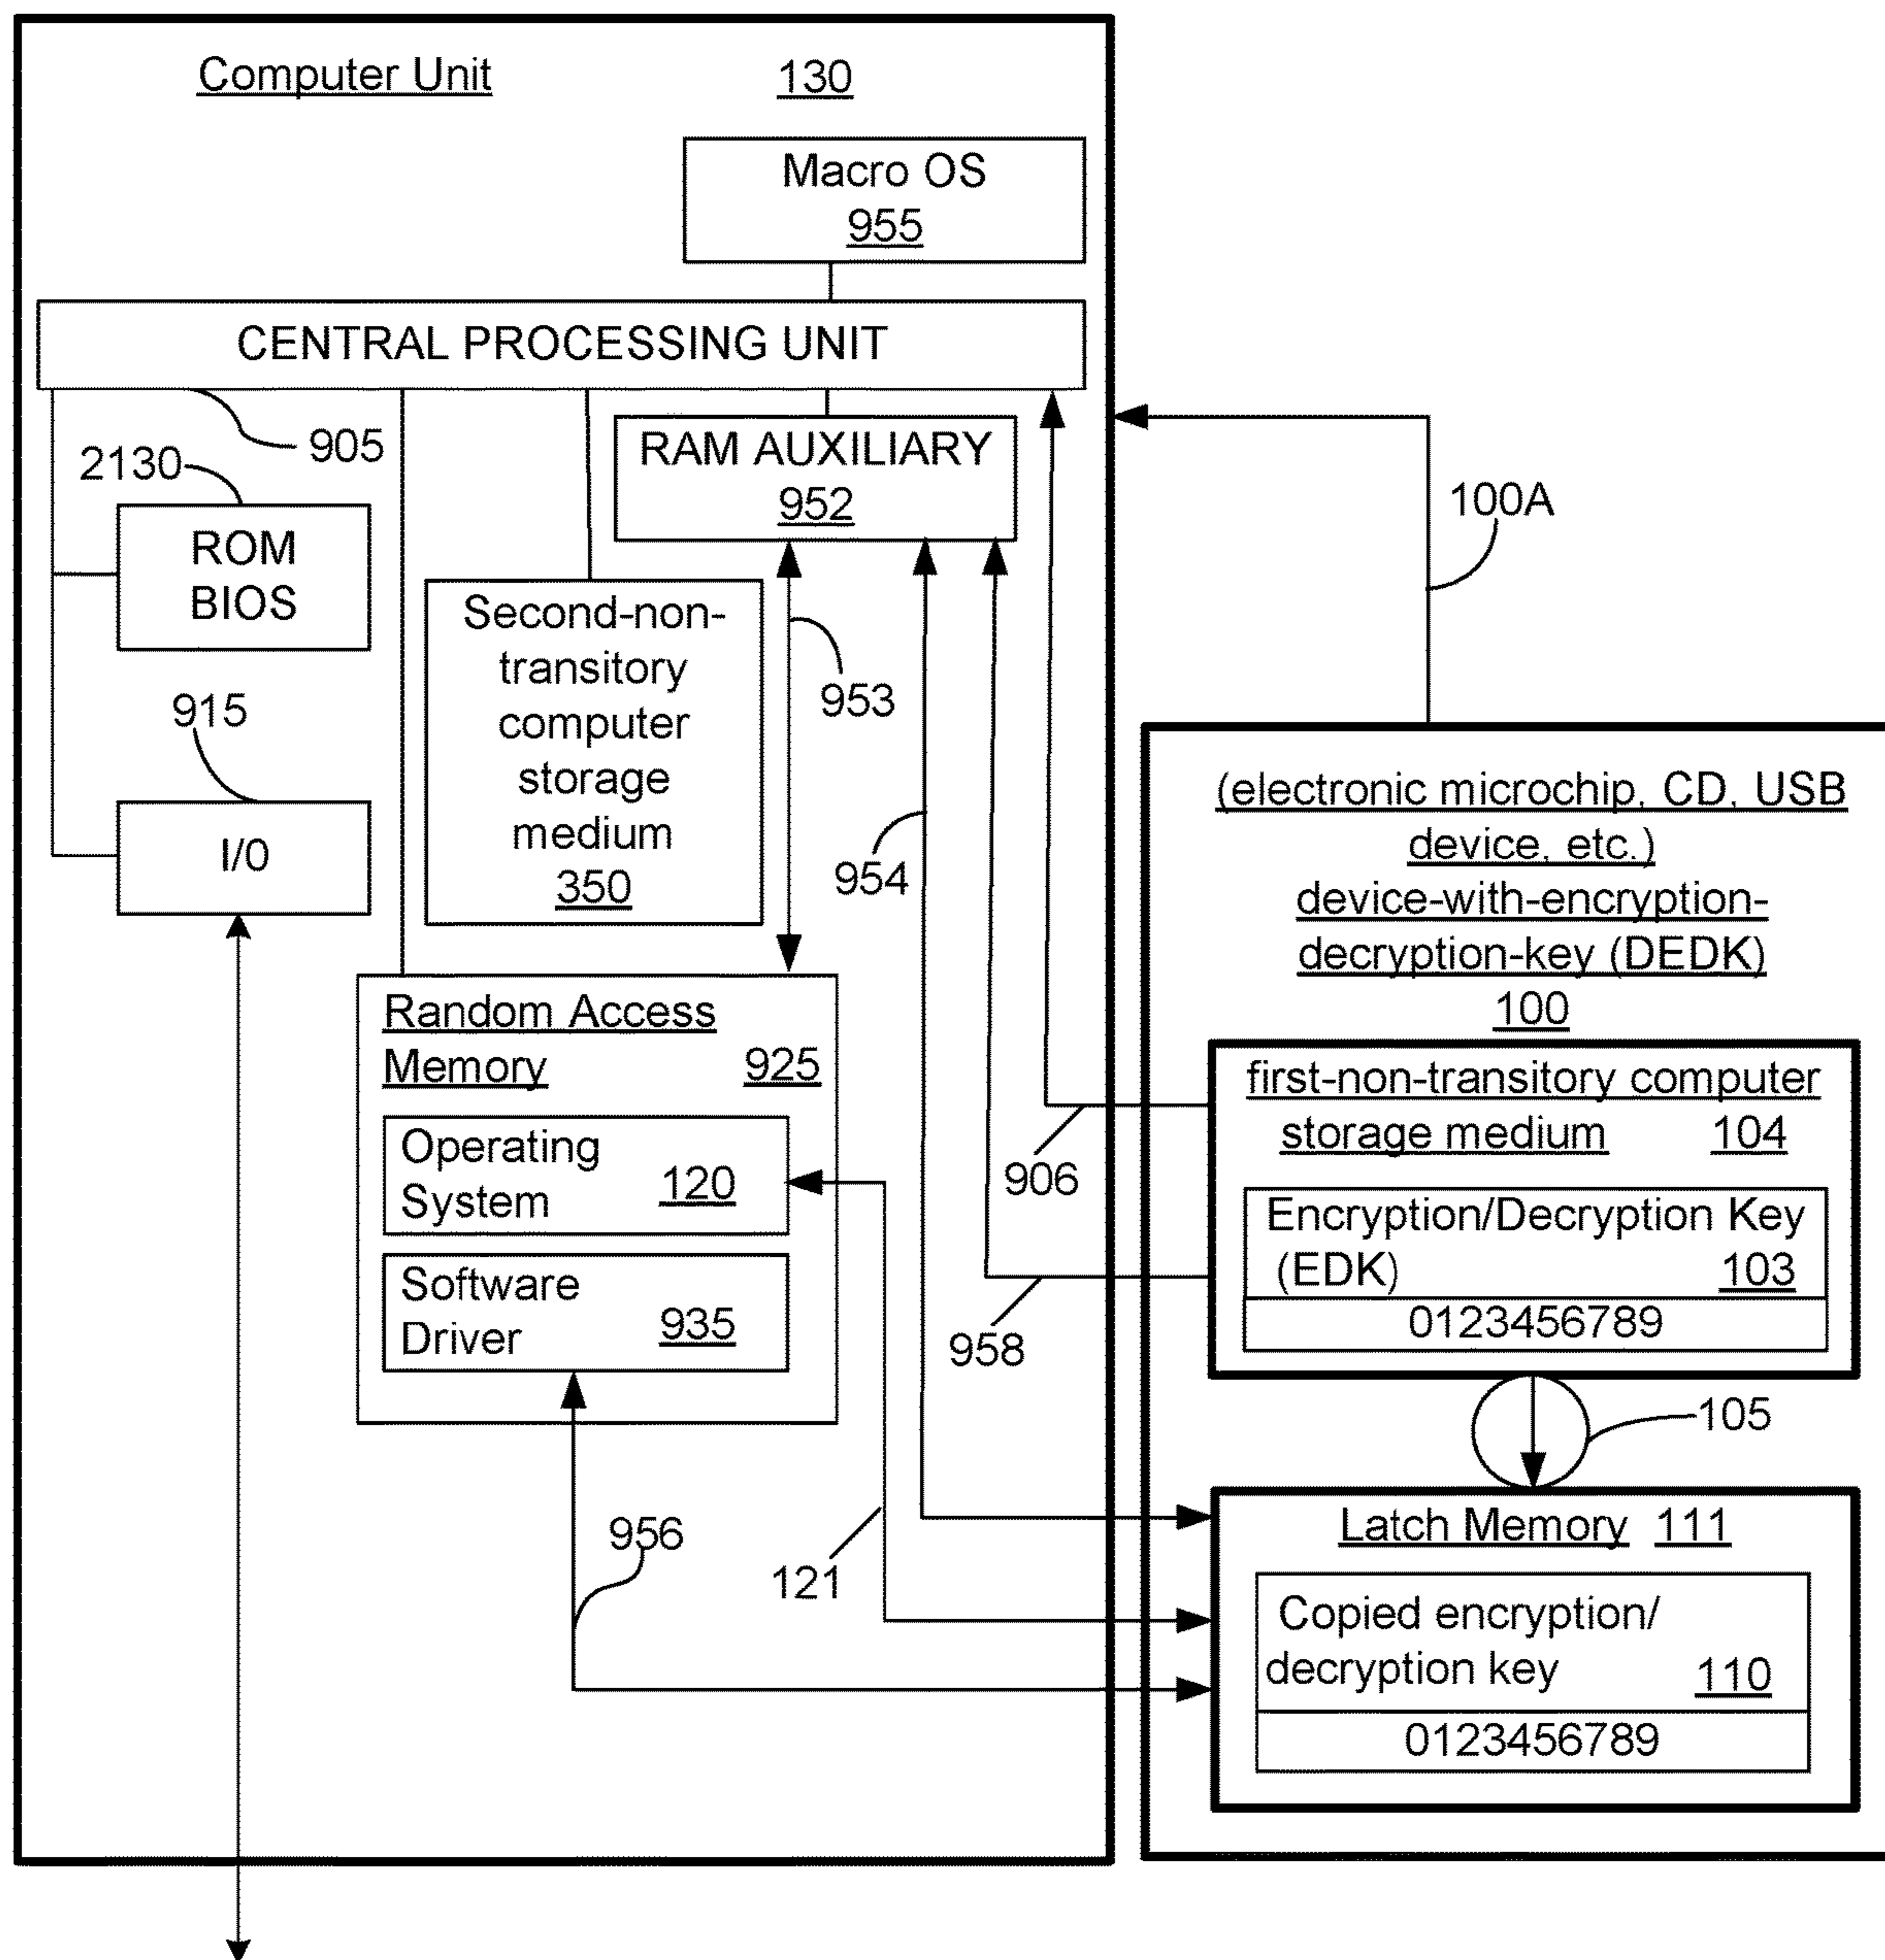 Computer Unit 130
Macro OS
955
CENTRAL PROCESSING UNIT
905
RAM AUXILIARY
952
2130
ROM
BIOS
100A
Second-non-
transitory
computer
storage
medium
350
953
915
I/0
954
(electronic microchip, CD, USB
device, etc.)
device-with-encryption-
decryption-key (DEDK)
100
Random Access
Memory 925
Operating
System 120
Software
Driver 935
906
958
first-non-transitory computer
storage medium 104
Encryption/Decryption Key
(EDK) 103
0123456789
105
956
121
Latch Memory 111
Copied encryption/
decryption key 110
0123456789